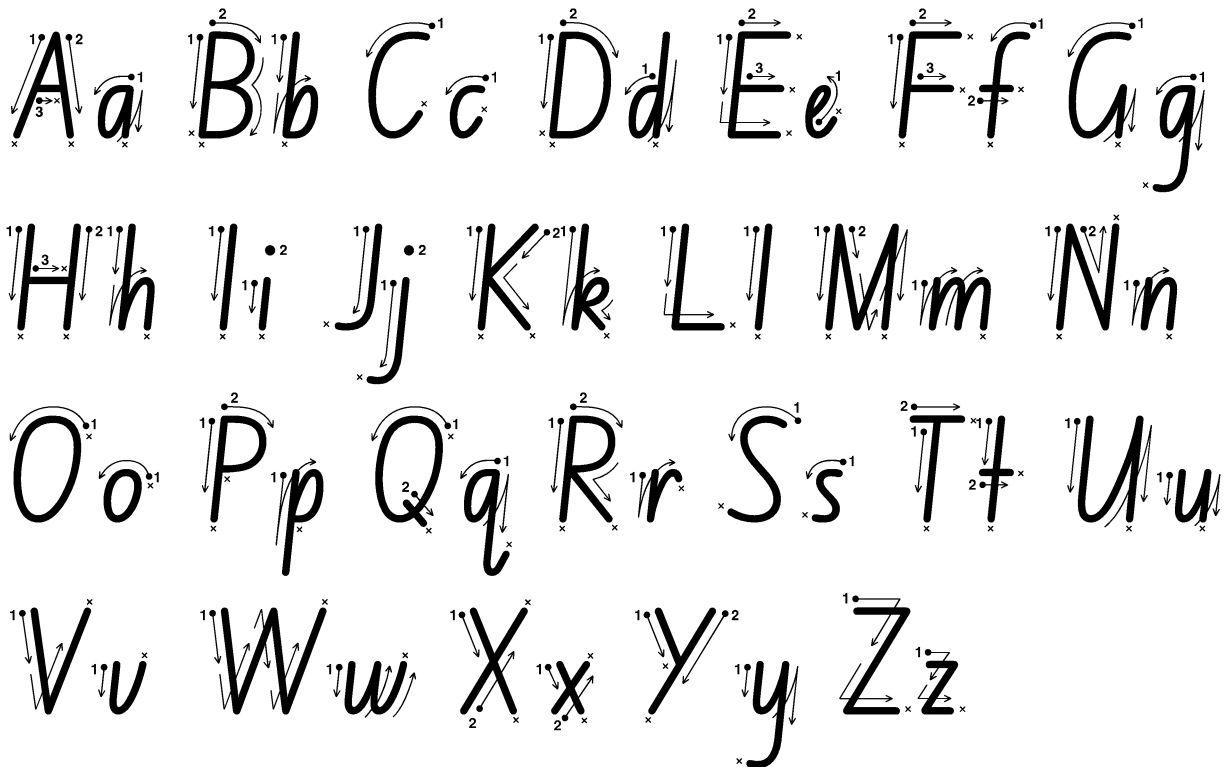 Aa Bb Cc Dd Ee Ff Gg
Hh Ii Jj Kk Ll Mm Nn
Oo Pp Qq Rr Ss Tt Uu
Vv Ww Xx Yy Zz